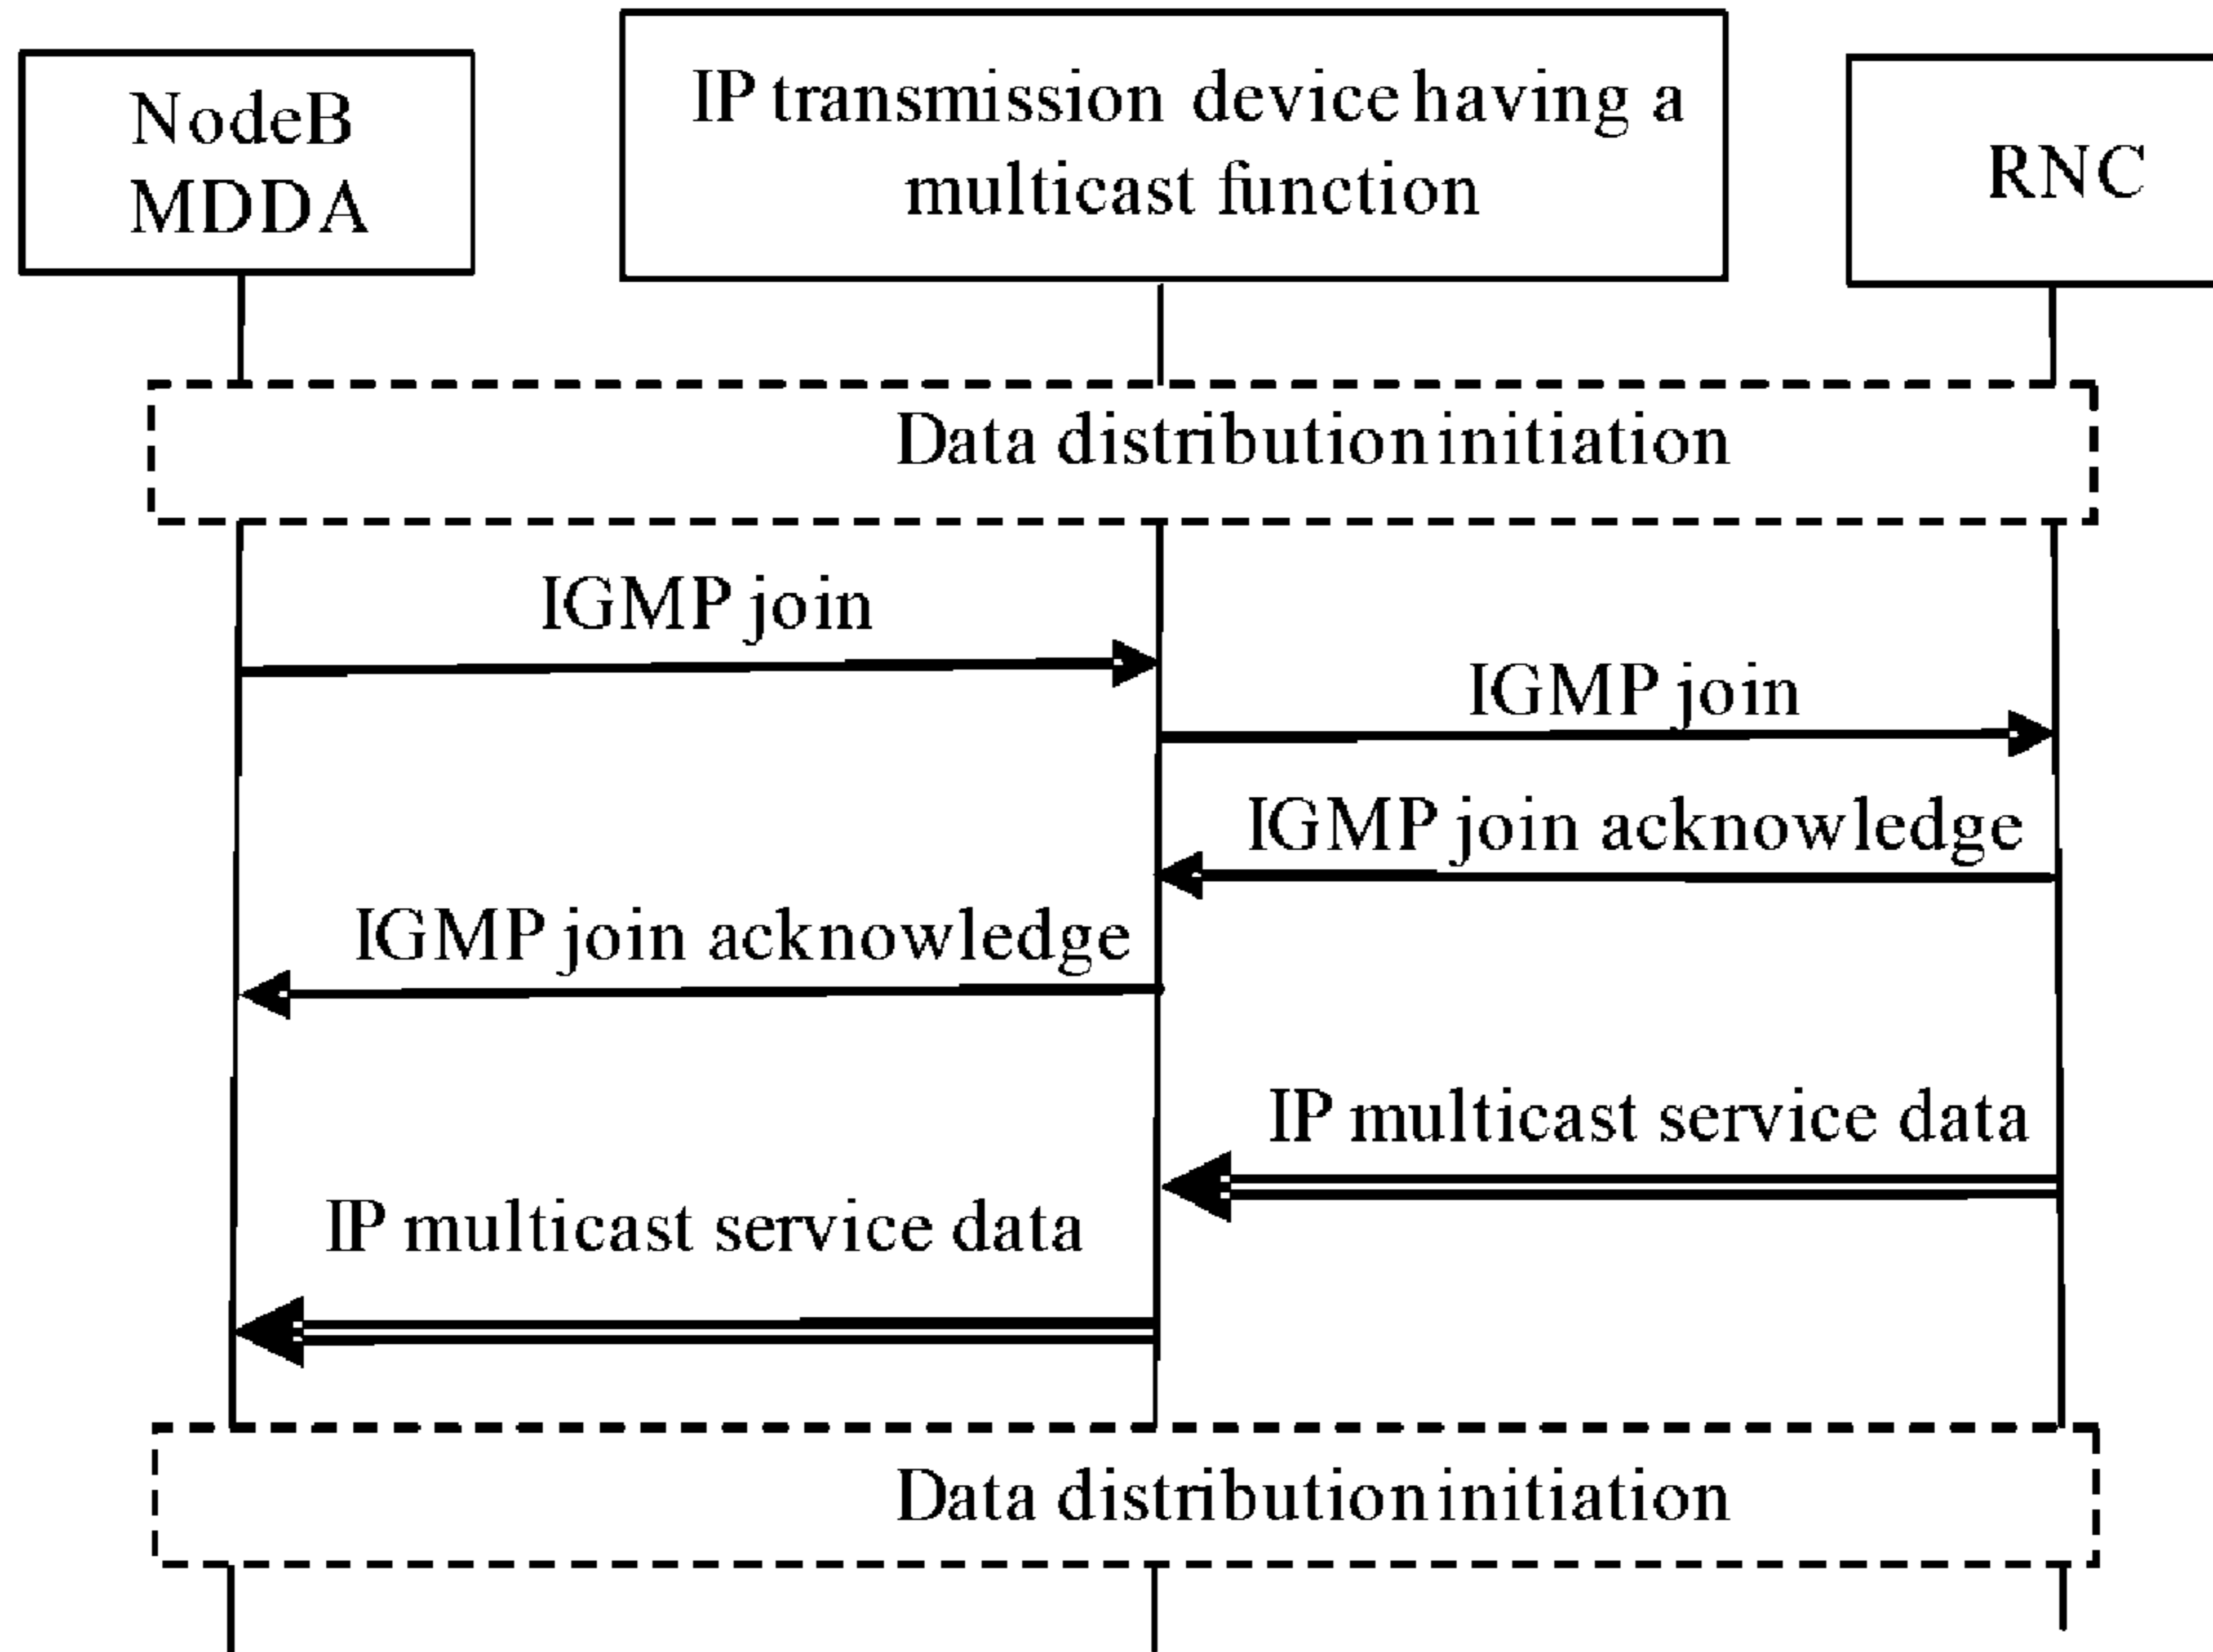 NodeB
MDDA
IP transmission device having a
multicast function
RNC
Data distribution initiation
IGMP join
IGMP join
IGMP join acknowledge
IGMP join acknowledge
IP multicast service data
IP multicast service data
Data distribution initiation